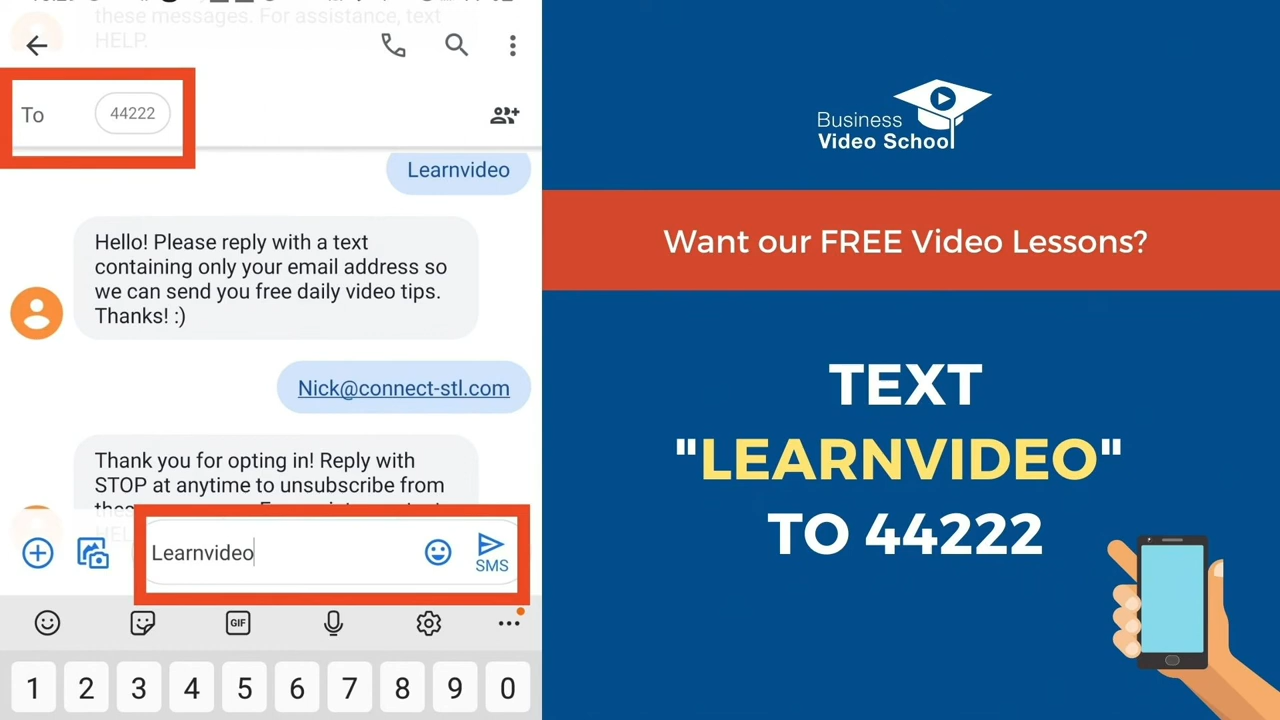 these messages. For assistance, text
HELP.
To
44222
Learnvideo
Hello! Please reply with a text
containing only your email address so
we can send you free daily video tips.
Thanks! :)
Nick@connect-stl.com
Thank you for opting in! Reply with
STOP at anytime to unsubscribe from
Learnvideo
SMS
GIF
1 2 3 4 5 6 7 8 9 0
Business
Video School
Want our FREE Video Lessons?
TEXT
"LEARNVIDEO"
TO 44222